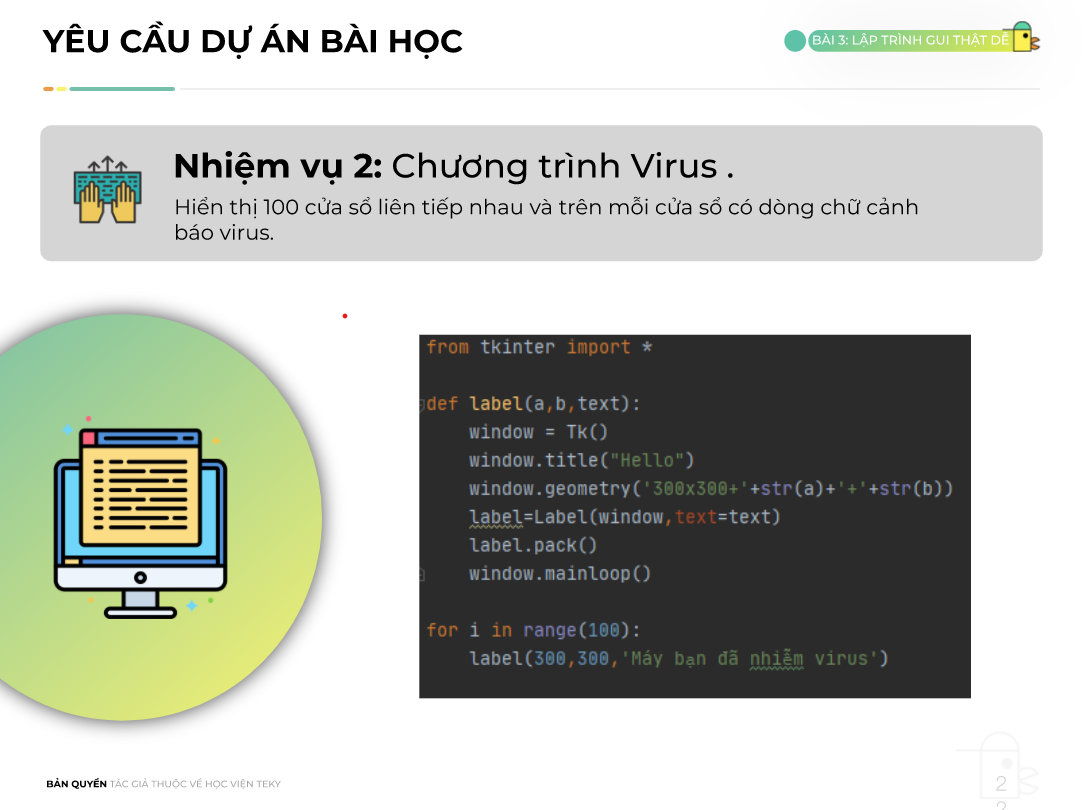 YÊU CẦU DỰ ÁN BÀI HỌC
BÀI 3: LẬP TRÌNH GUI THẬT DỄ
Nhiệm vụ 2: Chương trình Virus .
Hiển thị 100 cửa sổ liên tiếp nhau và trên mỗi cửa sổ có dòng chữ cảnh
báo virus.
from tkinter import *
def label(a,b,text):
window = Tk()
window.title("Hello")
window.geometry('300x300+'+str(a)+'+'+str(b))
label=Label(window,text=text)
label.pack()
window.mainloop()
for i in range(100):
label(300,300,'Máy bạn đã nhiễm virus')
BẢN QUYỀN TÁC GIẢ THUỘC VỀ HỌC VIỆN TEKY
2
2